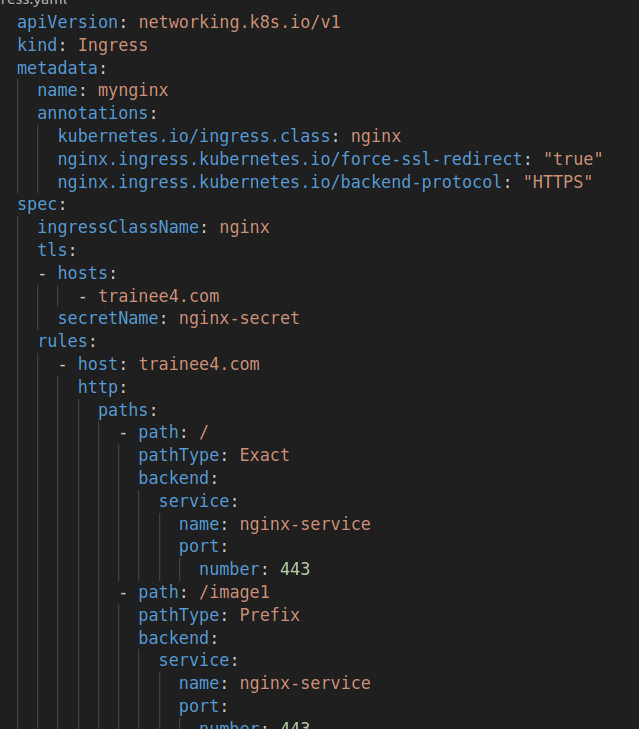 ress.yaml
apiVersion: networking.k8s.io/v1
kind: Ingress
metadata:
  name: mynginx
  annotations:
    kubernetes.io/ingress.class: nginx
    nginx.ingress.kubernetes.io/force-ssl-redirect: "true"
    nginx.ingress.kubernetes.io/backend-protocol: "HTTPS"
spec:
  ingressClassName: nginx
  tls:
  - hosts:
      - trainee4.com
    secretName: nginx-secret
  rules:
    - host: trainee4.com
      http:
        paths:
          - path: /
            pathType: Exact
            backend:
              service:
                name: nginx-service
                port:
                  number: 443
          - path: /image1
            pathType: Prefix
            backend:
              service:
                name: nginx-service
                port:
                  number: 443